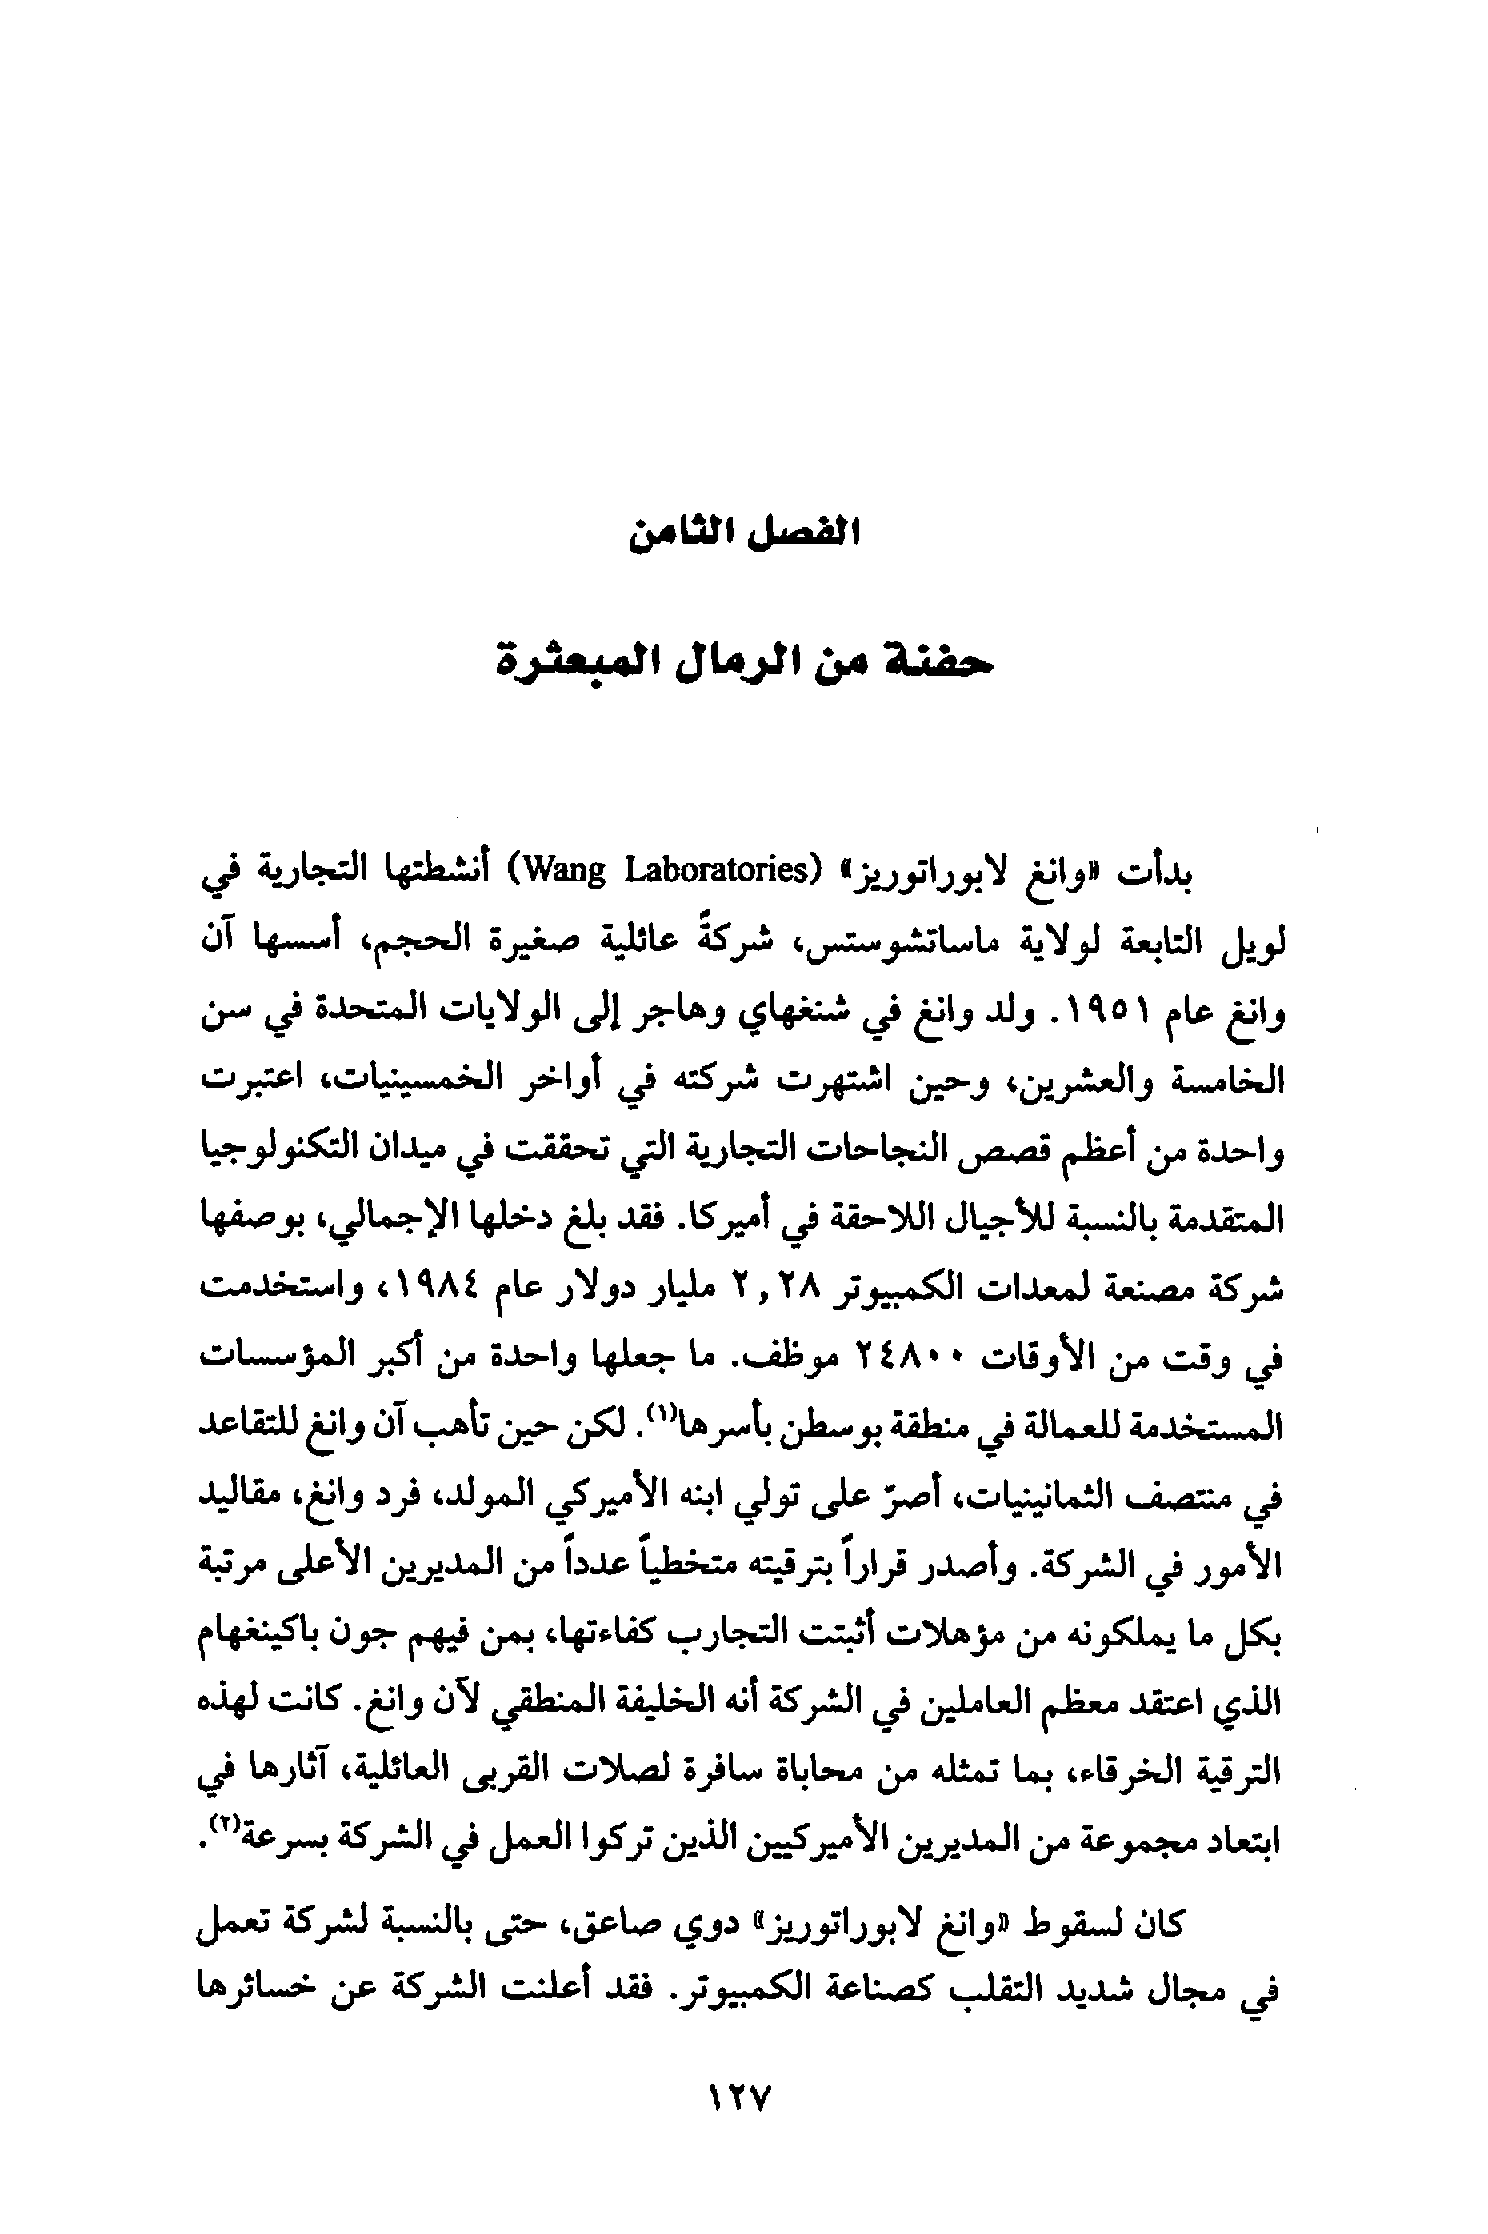 الفصل الثامن
حفنة من الرمال المبعثرة
بدأت «وانغ لابوراتوريز» (Wang Laboratories) أنشطتها التجارية في
لويل التابعة لولاية ماساتشوستس، شركةً عائلية صغيرة الحجم، أسسها آن
وانغ عام ١٩٥١. ولد وانغ في شنغهاي وهاجر إلى الولايات المتحدة في سن
الخامسة والعشرين، وحين اشتهرت شركته في أواخر الخمسينيات، اعتبرت
واحدة من أعظم قصص النجاحات التجارية التي تحققت في ميدان التكنولوجيا
المتقدمة بالنسبة للأجيال اللاحقة في أميركا. فقد بلغ دخلها الإجمالي، بوصفها
شركة مصنعة لمعدات الكمبيوتر ٢,٢٨ مليار دولار عام ١٩٨٤، واستخدمت
في وقت من الأوقات ٢٤٨٠٠ موظف. ما جعلها واحدة من أكبر المؤسسات
المستخدمة للعمالة في منطقة بوسطن بأسرها(١). لكن حين تأهب آن وانغ للتقاعد
في منتصف الثمانينيات، أصرّ على تولي ابنه الأميركي المولد، فرد وانغ، مقاليد
الأمور في الشركة. وأصدر قراراً بترقيته متخطياً عدداً من المديرين الأعلى مرتبة
بكل ما يملكونه من مؤهلات أثبتت التجارب كفاءتها، بمن فيهم جون باكينغهام
الذي اعتقد معظم العاملين في الشركة أنه الخليفة المنطقي لآن وانغ. كانت لهذه
الترقية الخرقاء، بما تمثله من محاباة سافرة لصلات القربى العائلية، آثارها في
ابتعاد مجموعة من المديرين الأميركيين الذين تركوا العمل في الشركة بسرعة(٢).
كان لسقوط «وانغ لابوراتوريز» دوي صاعق، حتى بالنسبة لشركة تعمل
في مجال شديد التقلب كصناعة الكمبيوتر. فقد أعلنت الشركة عن خسائرها
١٢٧